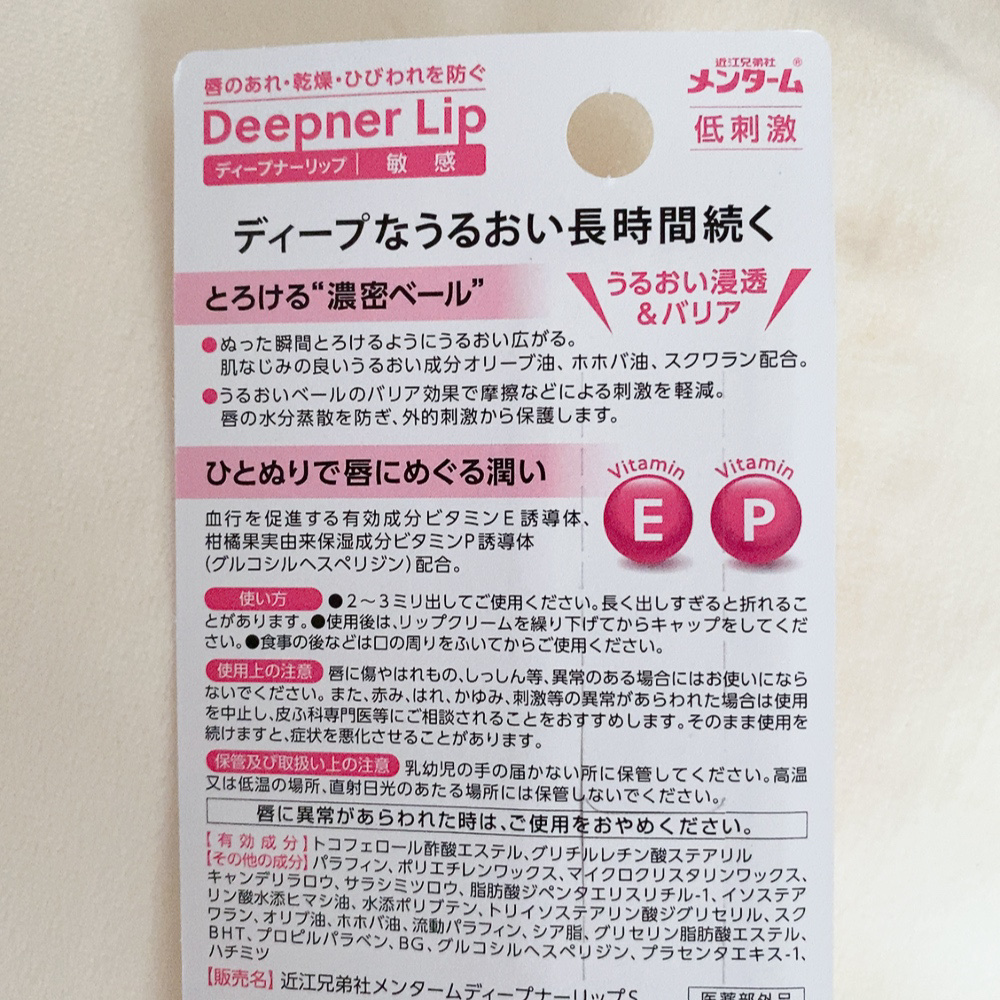 唇のあれ・乾燥・ひびわれを防ぐ
近江兄弟社
メンターム®
Deepner Lip
低刺激
ディープナーリップ | 敏感
ディープなうるおい長時間続く
とろける“濃密ベール”
うるおい浸透
&バリア
●ぬった瞬間とろけるようにうるおい広がる。
肌なじみの良いうるおい成分オリーブ油、ホホバ油、スクワラン配合。
●うるおいベールのバリア効果で摩擦などによる刺激を軽減。
唇の水分蒸散を防ぎ、外的刺激から保護します。
ひとぬりで唇にめぐる潤い
Vitamin
E
Vitamin
P
血行を促進する有効成分ビタミンE誘導体、
柑橘果実由来保湿成分ビタミンP誘導体
(グルコシルヘスペリジン)配合。
使い方 ●2〜3ミリ出してご使用ください。長く出しすぎると折れるこ
とがあります。●使用後は、リップクリームを繰り下げてからキャップをしてくだ
さい。●食事の後などは口の周りをふいてからご使用ください。
使用上の注意 唇に傷やはれもの、しっしん等、異常のある場合にはお使いになら
ないでください。また、赤み、はれ、かゆみ、刺激等の異常があらわれた場合は使用
を中止し、皮ふ科専門医等にご相談されることをおすすめします。そのまま使用を
続けますと、症状を悪化させることがあります。
保管及び取扱い上の注意 乳幼児の手の届かない所に保管してください。高温
又は低温の場所、直射日光のあたる場所には保管しないでください。
唇に異常があらわれた時は、ご使用をおやめください。
【有効成分】トコフェロール酢酸エステル、グリチルレチン酸ステアリル
【その他の成分】パラフィン、ポリエチレンワックス、マイクロクリスタリンワックス、
キャンデリラロウ、サラシミツロウ、脂肪酸ジペンタエリスリチル-1、イソステア
リン酸水添ヒマシ油、水添ポリブテン、トリイソステアリン酸ジグリセリル、スク
ワラン、オリブ油、ホホバ油、流動パラフィン、シア脂、グリセリン脂肪酸エステル、
BHT、プロピルパラベン、BG、グルコシルヘスペリジン、プラセンタエキス-1、
ハチミツ
【販売名】近江兄弟社メンタームディープナーリップS
医薬部外品